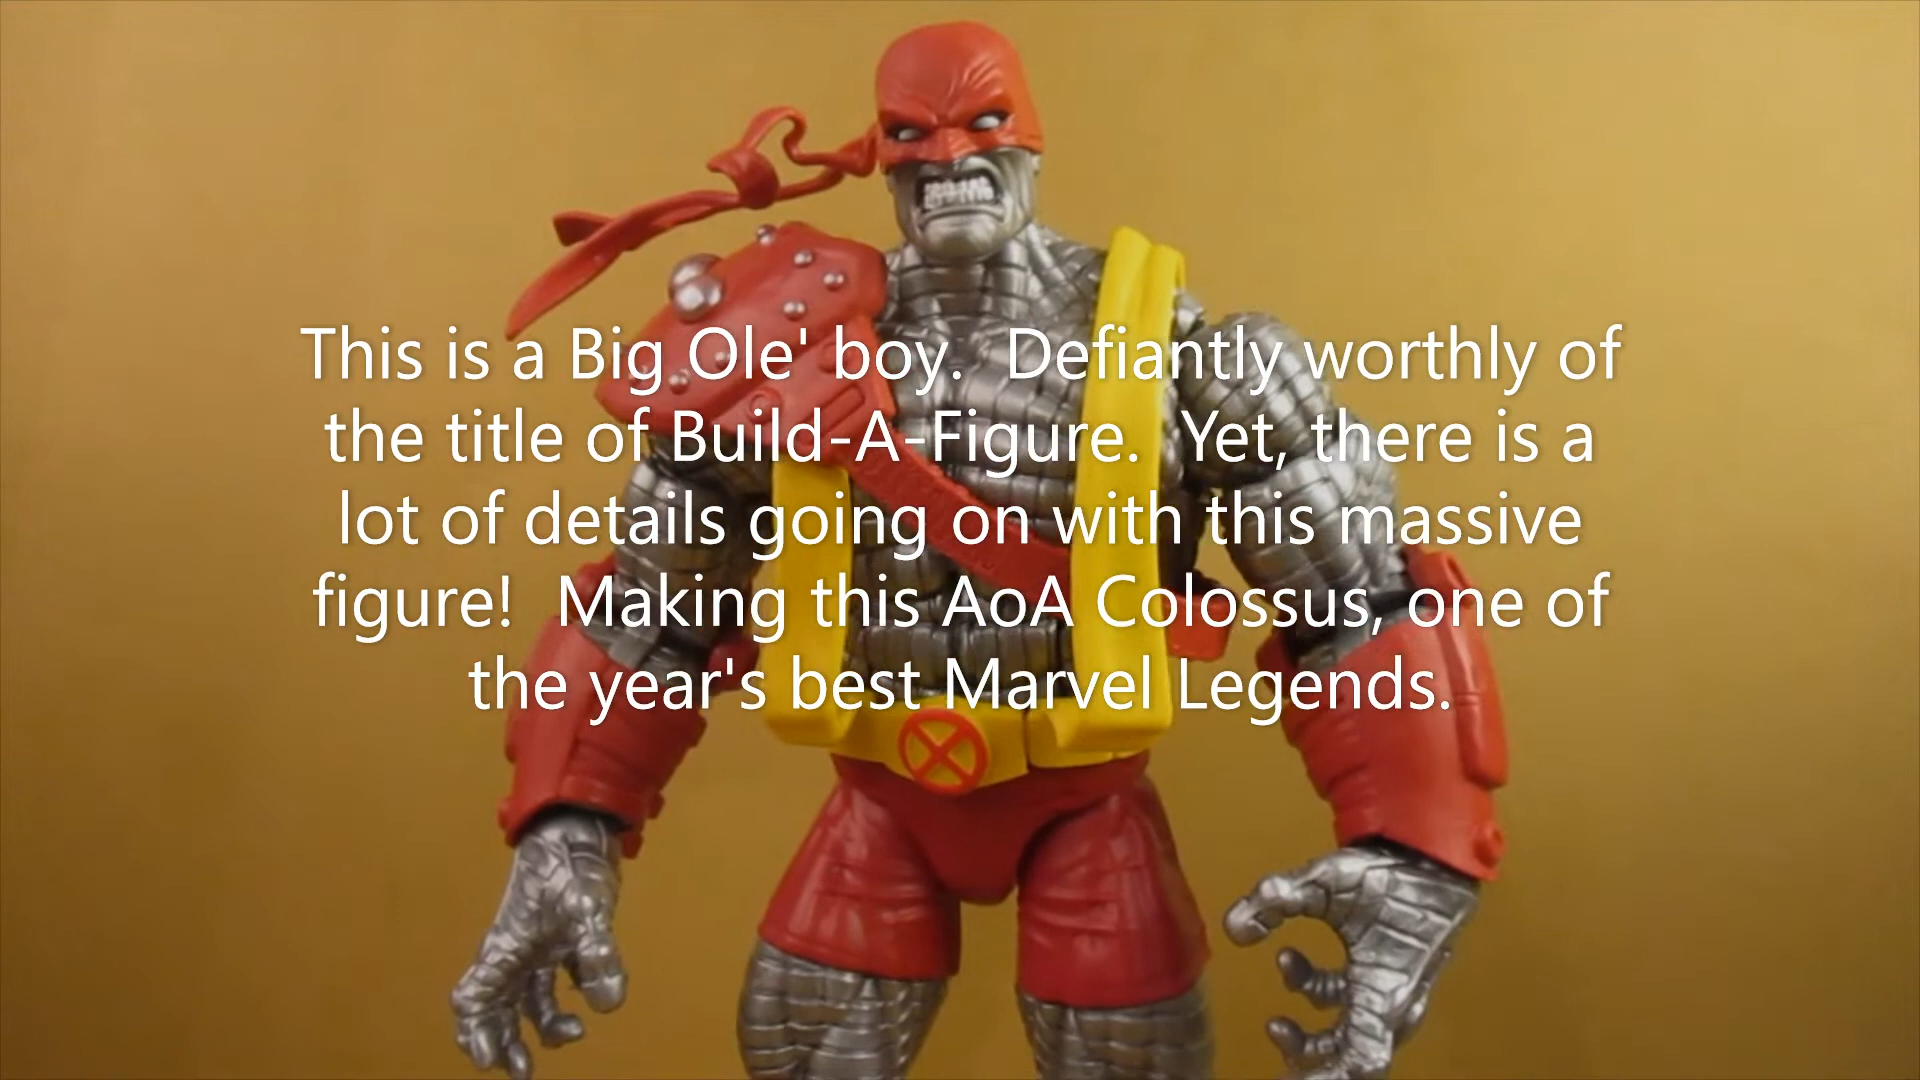 This is a Big Ole' boy.  Defiantly worthly of
the title of Build-A-Figure.  Yet, there is a
lot of details going on with this massive
figure!  Making this AoA Colossus, one of
the year's best Marvel Legends.